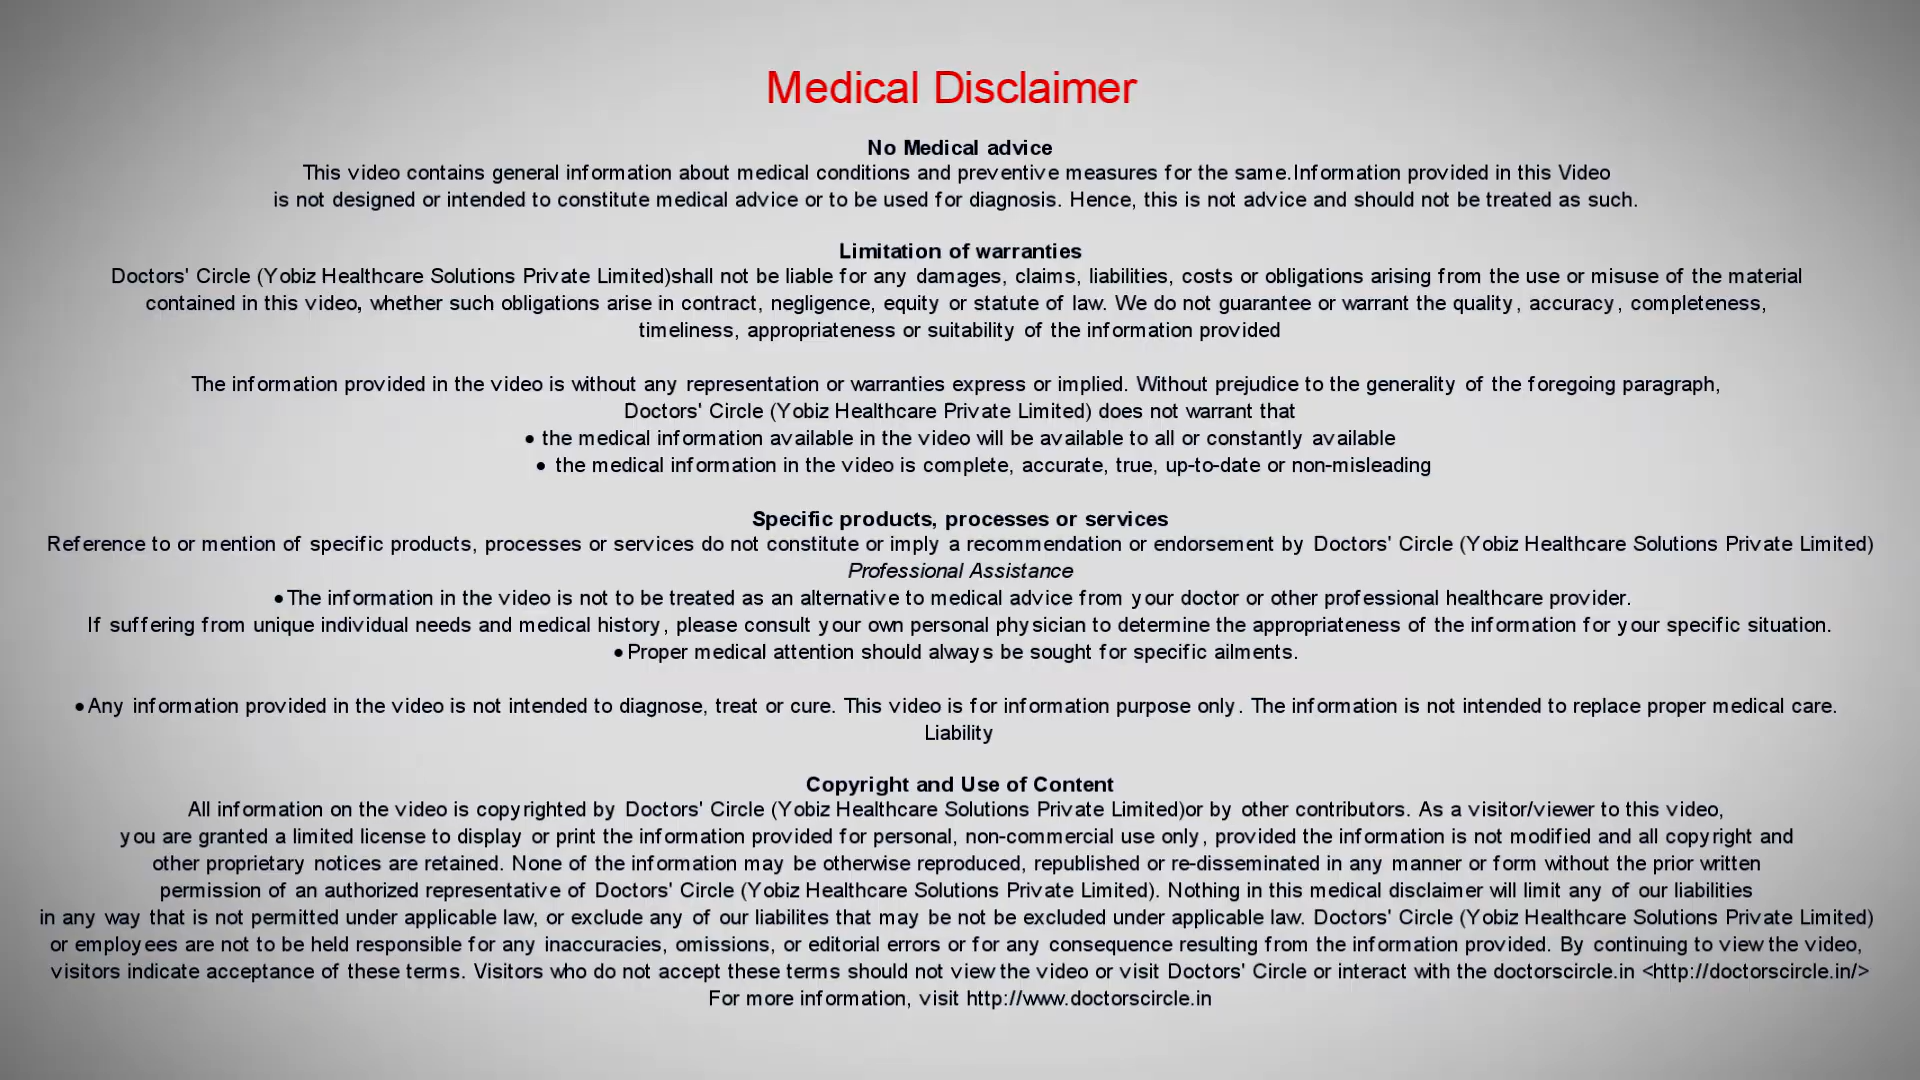 Medical Disclaimer
No Medical advice
This video contains general information about medical conditions and preventive measures for the same.Information provided in this Video
is not designed or intended to constitute medical advice or to be used for diagnosis. Hence, this is not advice and should not be treated as such.
Limitation of warranties
Doctors' Circle (Yobiz Healthcare Solutions Private Limited)shall not be liable for any damages, claims, liabilities, costs or obligations arising from the use or misuse of the material
contained in this video, whether such obligations arise in contract, negligence, equity or statute of law. We do not guarantee or warrant the quality, accuracy, completeness,
timeliness, appropriateness or suitability of the information provided
The information provided in the video is without any representation or warranties express or implied. Without prejudice to the generality of the foregoing paragraph,
Doctors' Circle (Yobiz Healthcare Private Limited) does not warrant that
• the medical information available in the video will be available to all or constantly available
• the medical information in the video is complete, accurate, true, up-to-date or non-misleading
Specific products, processes or services
Reference to or mention of specific products, processes or services do not constitute or imply a recommendation or endorsement by Doctors' Circle (Yobiz Healthcare Solutions Private Limited)
Professional Assistance
•The information in the video is not to be treated as an alternative to medical advice from your doctor or other professional healthcare provider.
If suffering from unique individual needs and medical history, please consult your own personal physician to determine the appropriateness of the information for your specific situation.
•Proper medical attention should always be sought for specific ailments.
•Any information provided in the video is not intended to diagnose, treat or cure. This video is for information purpose only. The information is not intended to replace proper medical care.
Liability
Copyright and Use of Content
All information on the video is copyrighted by Doctors' Circle (Yobiz Healthcare Solutions Private Limited)or by other contributors. As a visitor/viewer to this video,
you are granted a limited license to display or print the information provided for personal, non-commercial use only, provided the information is not modified and all copyright and
other proprietary notices are retained. None of the information may be otherwise reproduced, republished or re-disseminated in any manner or form without the prior written
permission of an authorized representative of Doctors' Circle (Yobiz Healthcare Solutions Private Limited). Nothing in this medical disclaimer will limit any of our liabilities
in any way that is not permitted under applicable law, or exclude any of our liabilites that may be not be excluded under applicable law. Doctors' Circle (Yobiz Healthcare Solutions Private Limited)
or employees are not to be held responsible for any inaccuracies, omissions, or editorial errors or for any consequence resulting from the information provided. By continuing to view the video,
visitors indicate acceptance of these terms. Visitors who do not accept these terms should not view the video or visit Doctors' Circle or interact with the doctorscircle.in <http://doctorscircle.in/>
For more information, visit http://www.doctorscircle.in